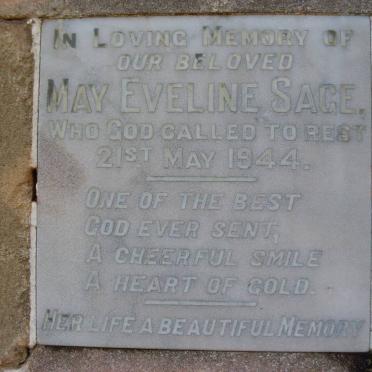 In Loving Memory of
our beloved
May Eveline Sage,
Who God called to rest
21st May 1944.
One of the best
God ever sent,
A cheerful smile
A heart of gold.
Her life a beautiful Memory